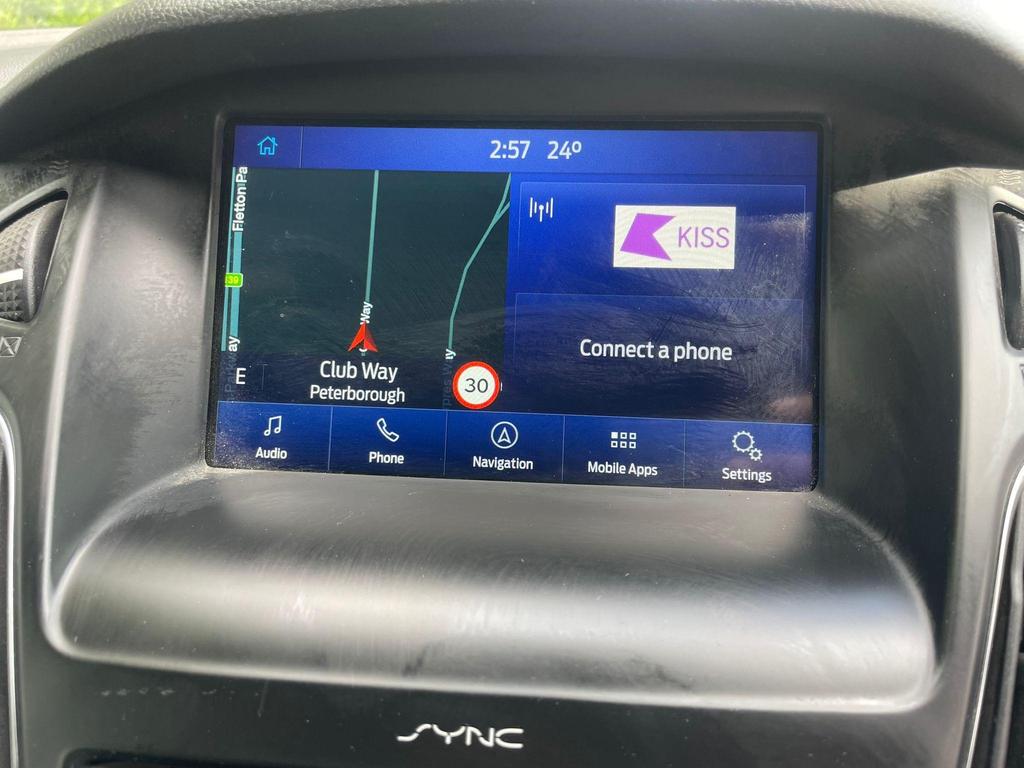 2:57 24º
Fletton Pa
KISS
Way
ay
Connect a phone
E
Club Way
Peterborough
30
Audio
Phone
Navigation
Mobile Apps
Settings
SYNC